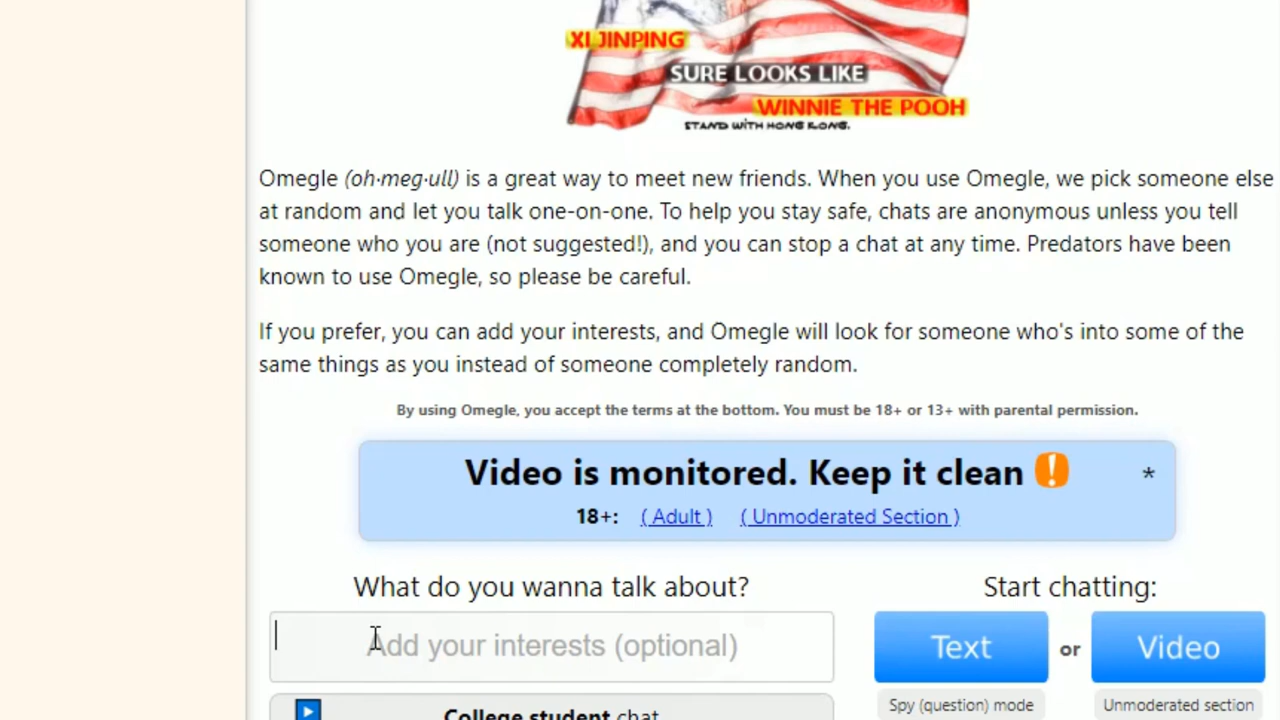 XI JINPING
SURE LOOKS LIKE
WINNIE THE POOH
STAND WITH HONG KONG.
Omegle (oh·meg·ull) is a great way to meet new friends. When you use Omegle, we pick someone else
at random and let you talk one-on-one. To help you stay safe, chats are anonymous unless you tell
someone who you are (not suggested!), and you can stop a chat at any time. Predators have been
known to use Omegle, so please be careful.
If you prefer, you can add your interests, and Omegle will look for someone who's into some of the
same things as you instead of someone completely random.
By using Omegle, you accept the terms at the bottom. You must be 18+ or 13+ with parental permission.
Video is monitored. Keep it clean ! *
18+: (Adult) (Unmoderated Section)
What do you wanna talk about?
Start chatting:
Add your interests (optional)
Text or Video
Spy (question) mode
Unmoderated section
College student chat